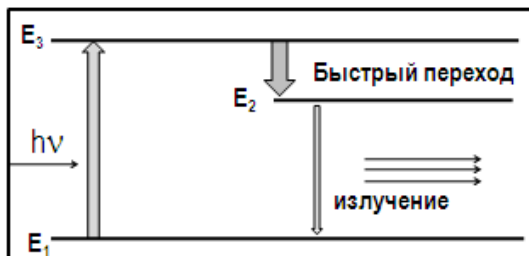 E₃
Быстрый переход
E₂
hν
излучение
E₁